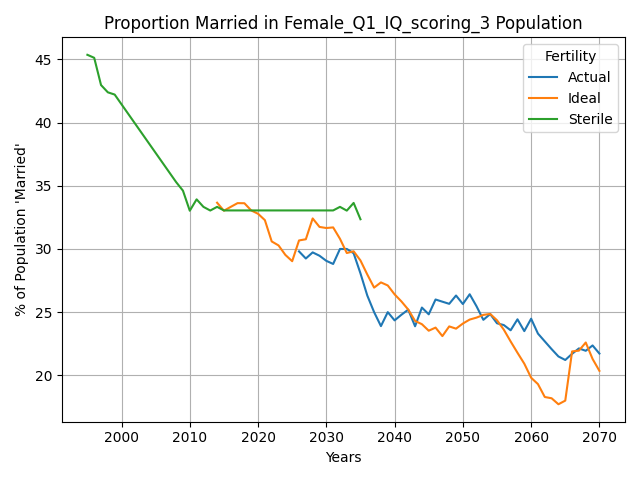 Proportion Married in Female_Q1_IQ_scoring_3 Population
% of Population 'Married'
45
40
35
30
25
20
Fertility
Actual
Ideal
Sterile
2000 2010 2020 2030 2040 2050 2060 2070
Years